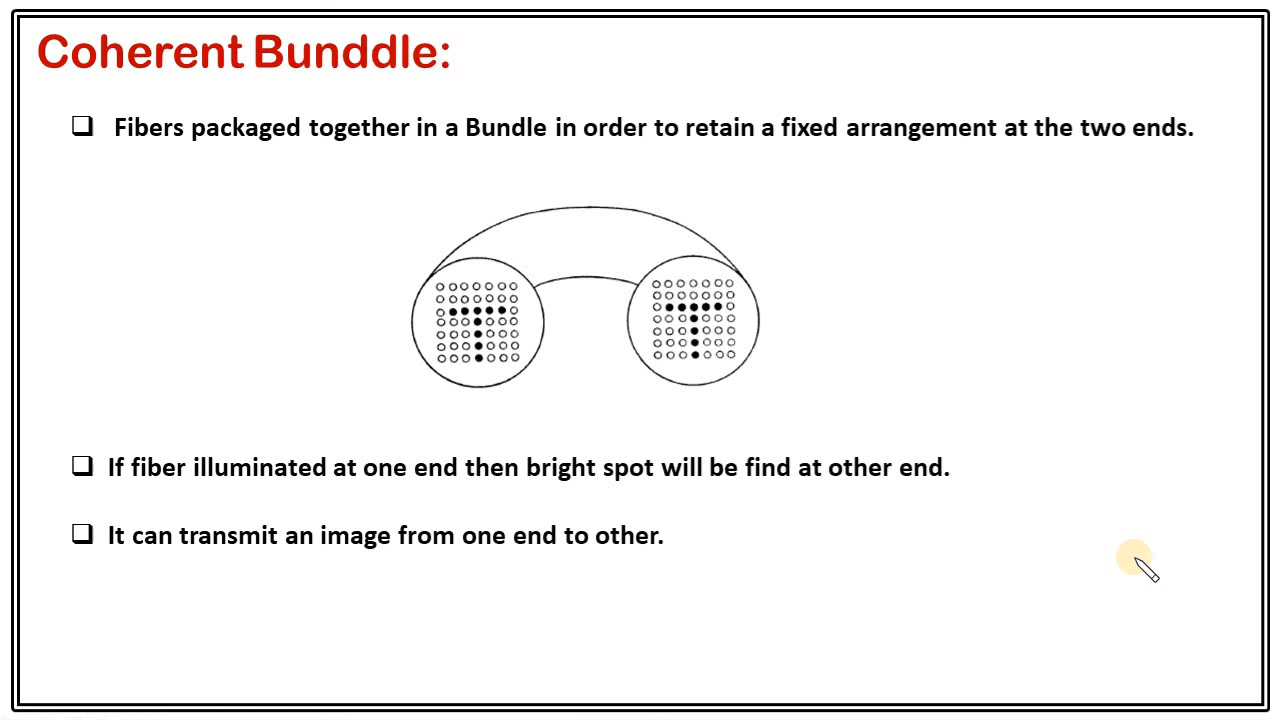 Coherent Bunddle:
Fibers packaged together in a Bundle in order to retain a fixed arrangement at the two ends.
If fiber illuminated at one end then bright spot will be find at other end.
It can transmit an image from one end to other.